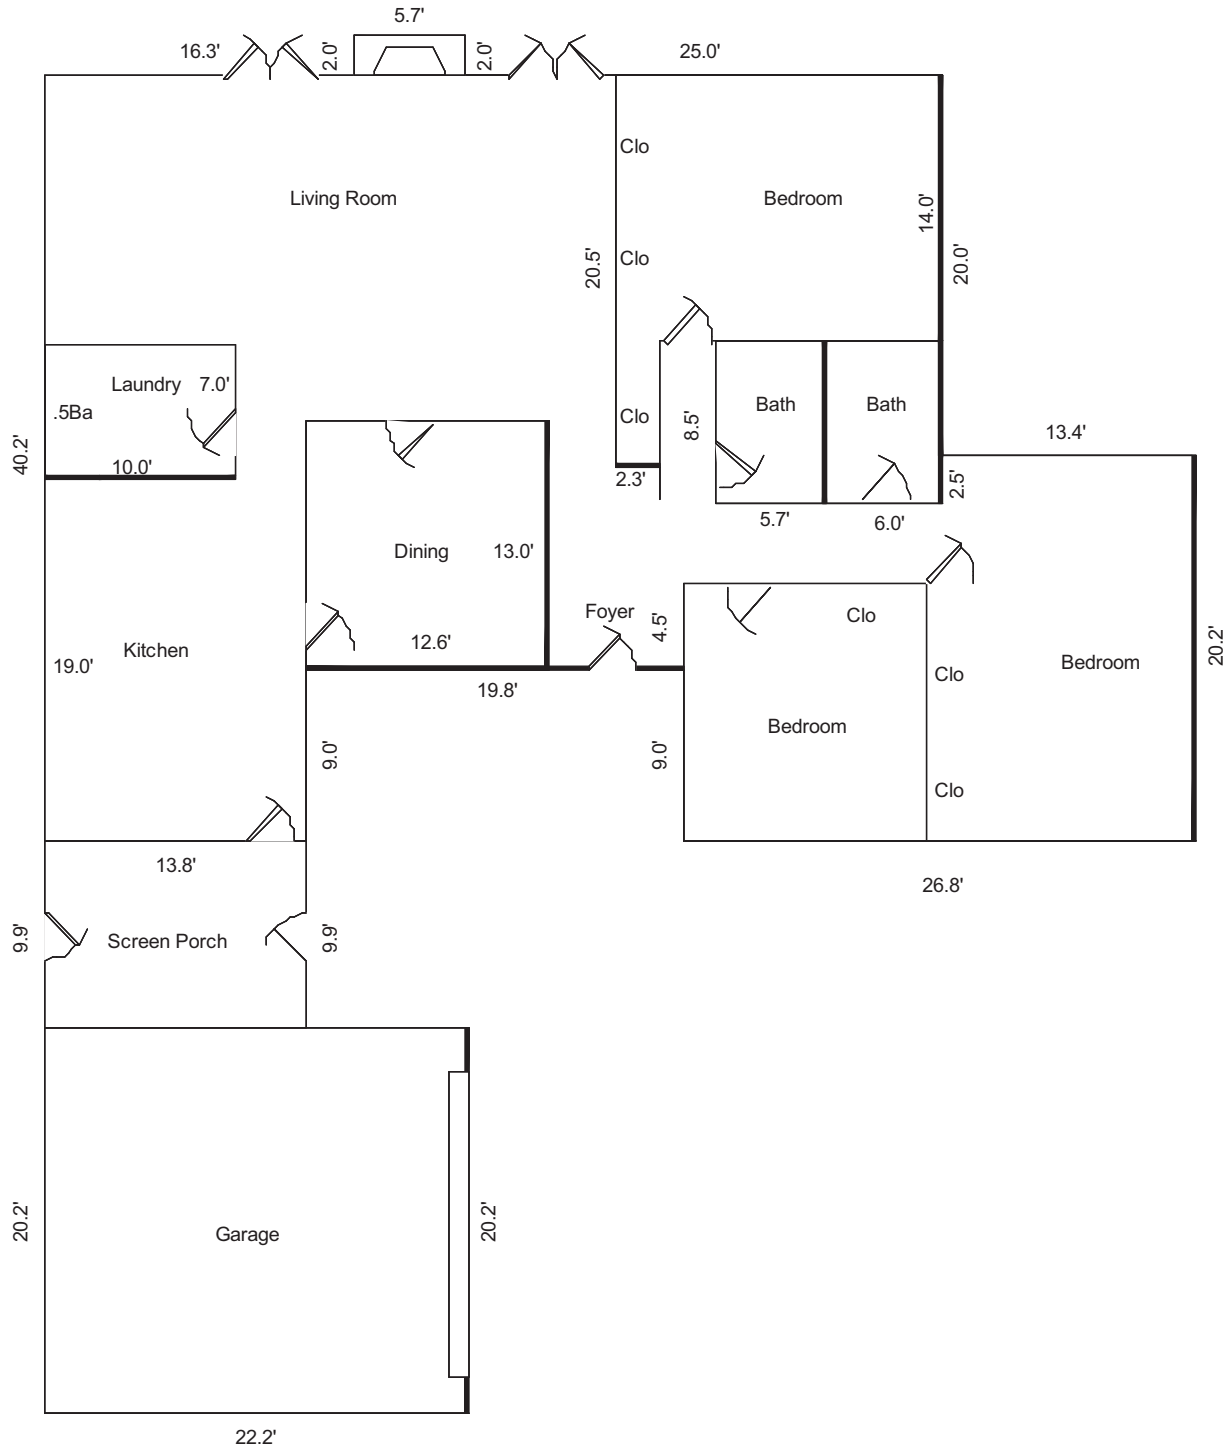 5.7'
16.3'
2.0'
2.0'
25.0'
Clo
Living Room
Bedroom
14.0'
20.5'
Clo
20.0'
Laundry
7.0'
.5Ba
Clo
8.5'
Bath
Bath
13.4'
40.2'
10.0'
2.3'
2.5'
5.7'
6.0'
Dining
13.0'
Foyer
4.5'
Clo
12.6'
Kitchen
19.0'
20.2'
Bedroom
Clo
19.8'
Bedroom
9.0'
9.0'
Clo
13.8'
26.8'
9.9'
Screen Porch
9.9'
20.2'
Garage
20.2'
22.2'